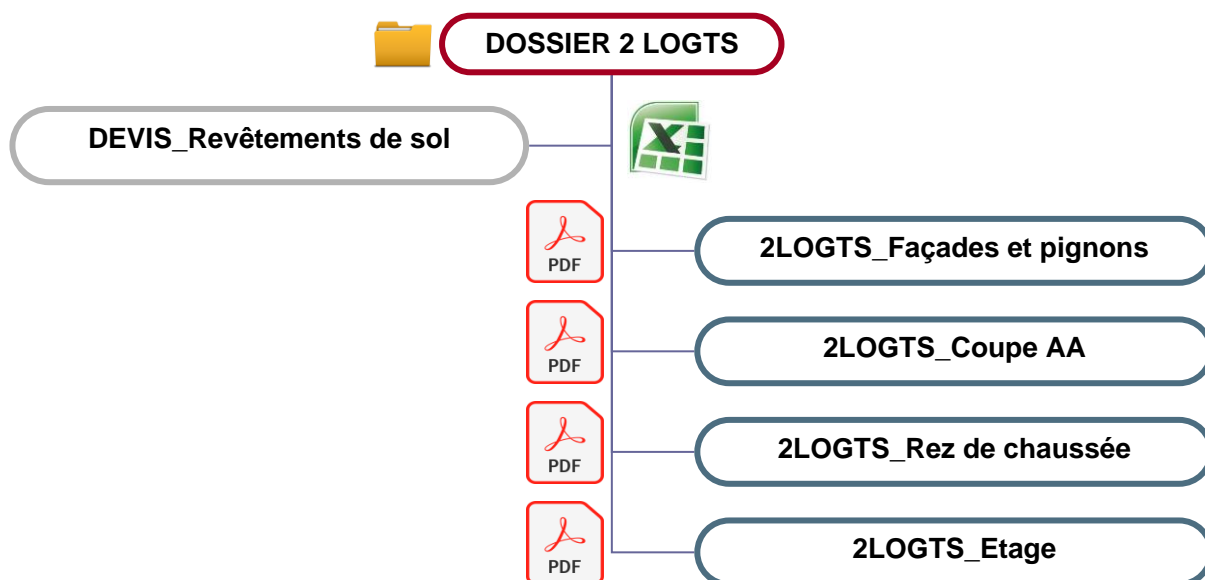 DOSSIER 2 LOGTS
DEVIS_Revêtements de sol
PDF
2LOGTS_Façades et pignons
PDF
2LOGTS_Coupe AA
PDF
2LOGTS_Rez de chaussée
PDF
2LOGTS_Etage